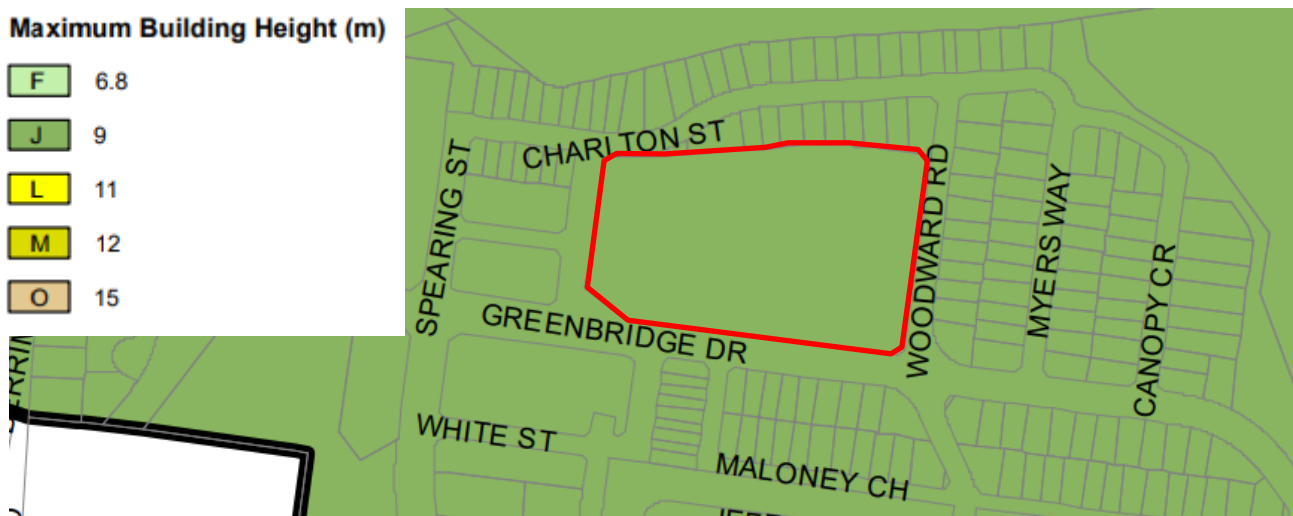 Maximum Building Height (m)
F 6.8
J 9
L 11
M 12
O 15
CHARLTON ST
SPEARING ST
WOODWARD RD
MYERS WAY
CANOPY CR
GREENBRIDGE DR
WHITE ST
MALONEY CH